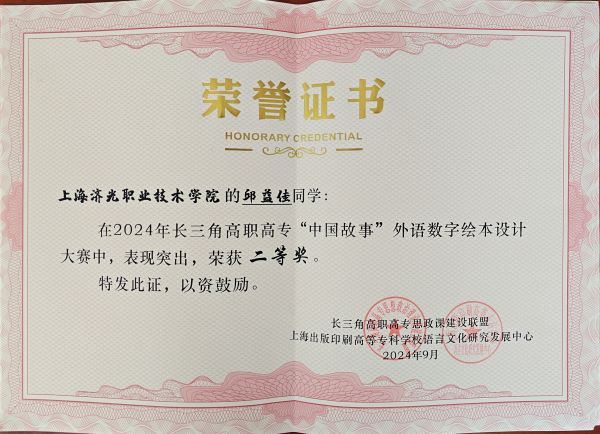 荣誉证书
HONORARY CREDENTIAL
上海济光职业技术学院的邱益佳同学：
在2024年长三角高职高专“中国故事”外语数字绘本设计
大赛中，表现突出，荣获 二等奖。
特发此证，以资鼓励。
长三角高职高专思政课建设联盟
上海出版印刷高等专科学校语言文化研究发展中心
2024年9月